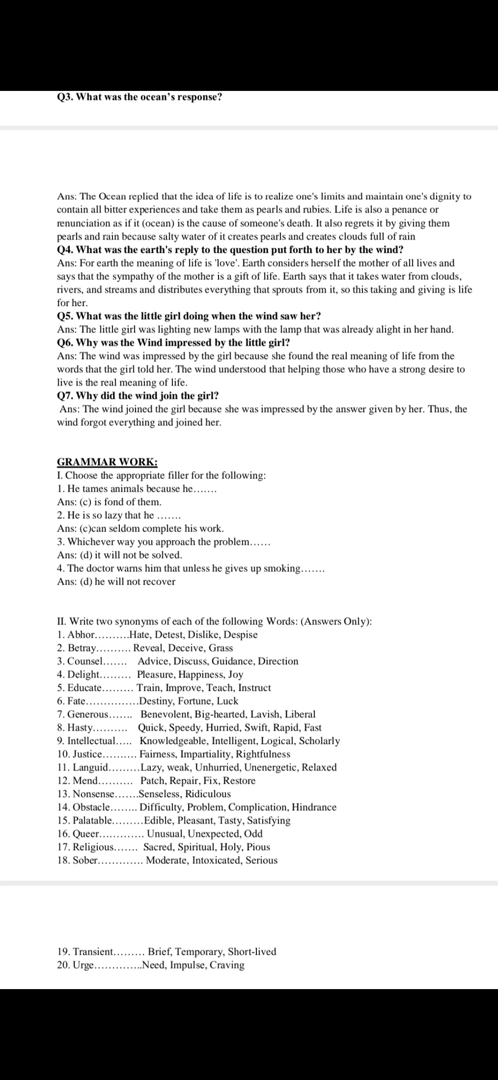 Q3. What was the ocean's response?
Ans: The Ocean replied that the idea of life is to realize one's limits and maintain one's dignity to
contain all bitter experiences and take them as pearls and rubies. Life is also a penance or
renunciation as if it (ocean) is the cause of someone's death. It also regrets it by giving them
pearls and rain because salty water of it creates pearls and creates clouds full of rain
Q4. What was the earth's reply to the question put forth to her by the wind?
Ans: For earth the meaning of life is 'love'. Earth considers herself the mother of all lives and
says that the sympathy of the mother is a gift of life. Earth says that it takes water from clouds,
rivers, and streams and distributes everything that sprouts from it, so this taking and giving is life
for her.
Q5. What was the little girl doing when the wind saw her?
Ans: The little girl was lighting new lamps with the lamp that was already alight in her hand.
Q6. Why was the Wind impressed by the little girl?
Ans: The wind was impressed by the girl because she found the real meaning of life from the
words that the girl told her. The wind understood that helping those who have a strong desire to
live is the real meaning of life.
Q7. Why did the wind join the girl?
Ans: The wind joined the girl because she was impressed by the answer given by her. Thus, the
wind forgot everything and joined her.
GRAMMAR WORK:
I. Choose the appropriate filler for the following:
1. He tames animals because he…….
Ans: (c) is fond of them.
2. He is so lazy that he …….
Ans: (c)can seldom complete his work.
3. Whichever way you approach the problem……
Ans: (d) it will not be solved.
4. The doctor warns him that unless he gives up smoking…….
Ans: (d) he will not recover
II. Write two synonyms of each of the following Words: (Answers Only):
1. Abhor……….Hate, Detest, Dislike, Despise
2. Betray………. Reveal, Deceive, Grass
3. Counsel……. Advice, Discuss, Guidance, Direction
4. Delight……… Pleasure, Happiness, Joy
5. Educate……… Train, Improve, Teach, Instruct
6. Fate……………Destiny, Fortune, Luck
7. Generous……. Benevolent, Big-hearted, Lavish, Liberal
8. Hasty………. Quick, Speedy, Hurried, Swift, Rapid, Fast
9. Intellectual….. Knowledgeable, Intelligent, Logical, Scholarly
10. Justice………. Fairness, Impartiality, Rightfulness
11. Languid………Lazy, weak, Unhurried, Unenergetic, Relaxed
12. Mend………. Patch, Repair, Fix, Restore
13. Nonsense…….Senseless, Ridiculous
14. Obstacle…….. Difficulty, Problem, Complication, Hindrance
15. Palatable………Edible, Pleasant, Tasty, Satisfying
16. Queer…………. Unusual, Unexpected, Odd
17. Religious……. Sacred, Spiritual, Holy, Pious
18. Sober…………. Moderate, Intoxicated, Serious
19. Transient……… Brief, Temporary, Short-lived
20. Urge…………..Need, Impulse, Craving